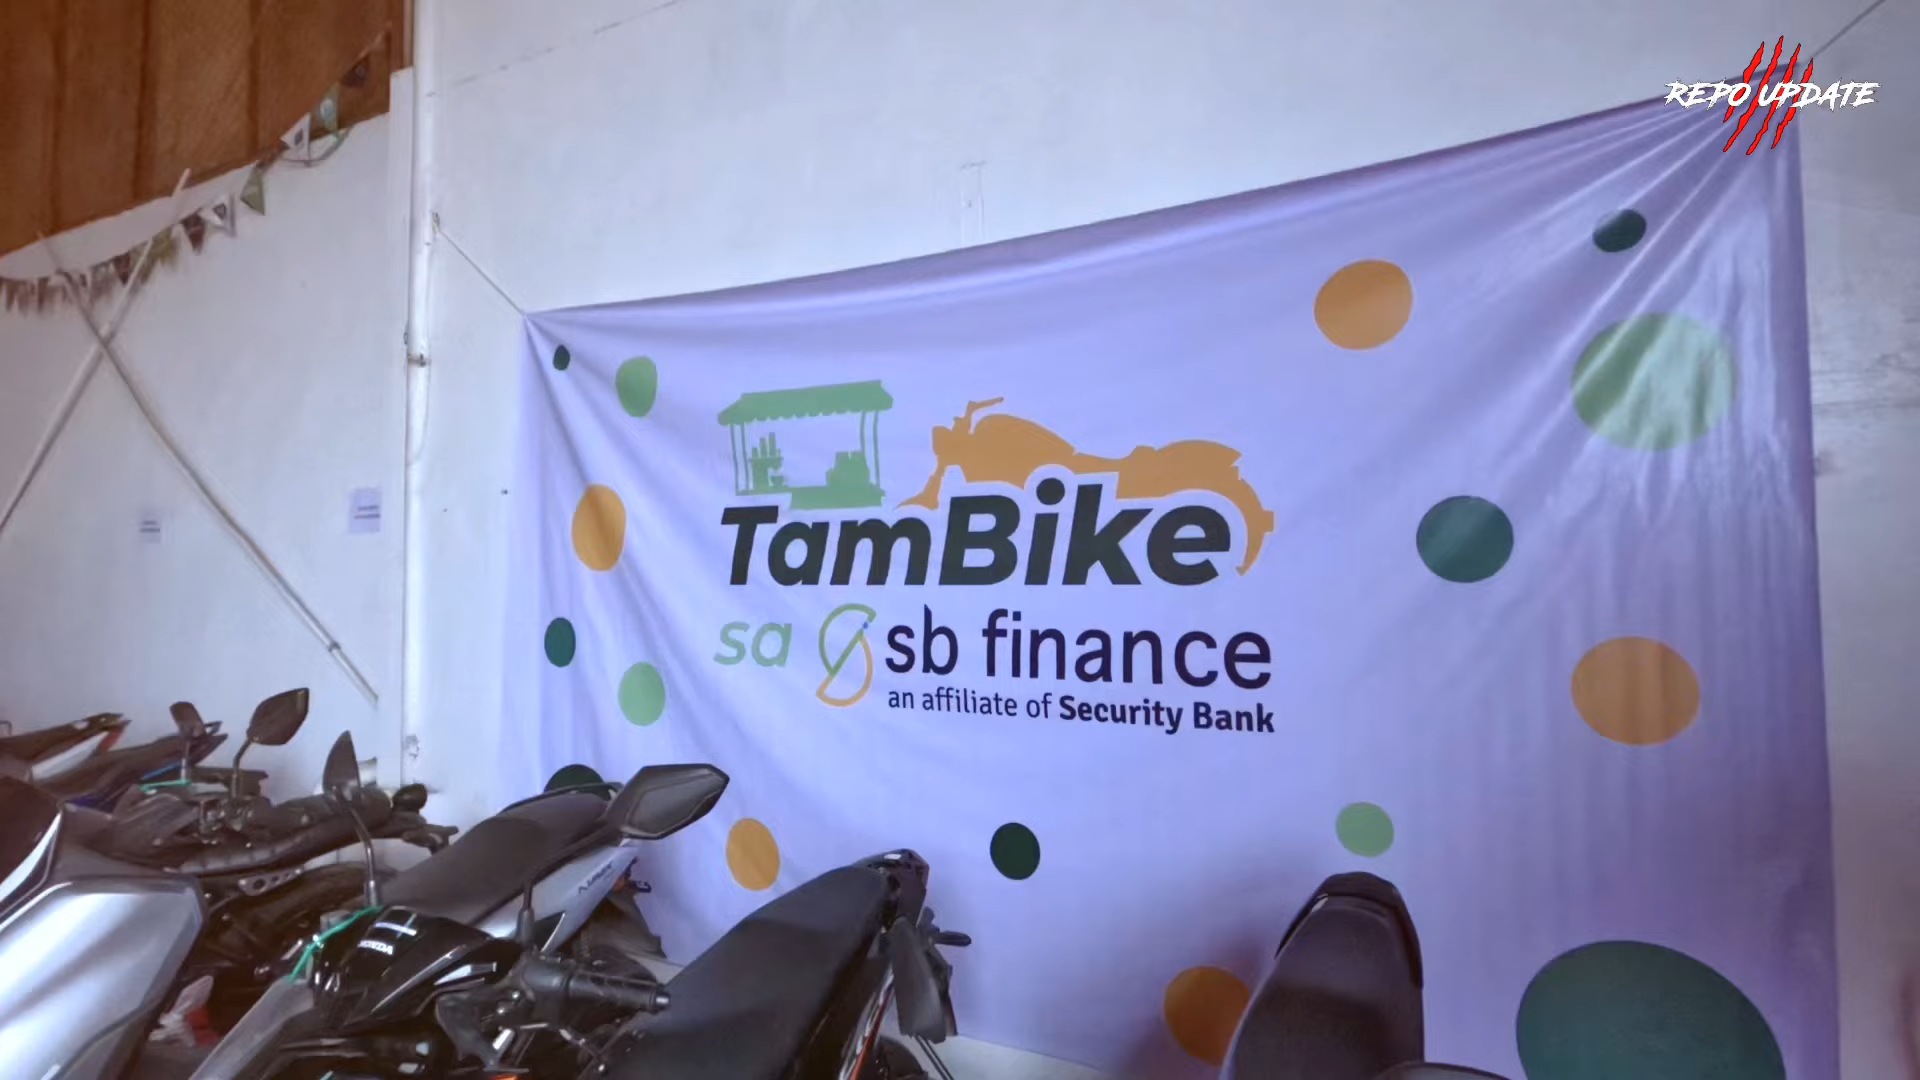 REPO UPDATE
TamBike
sa sb finance
an affiliate of Security Bank
HONDA